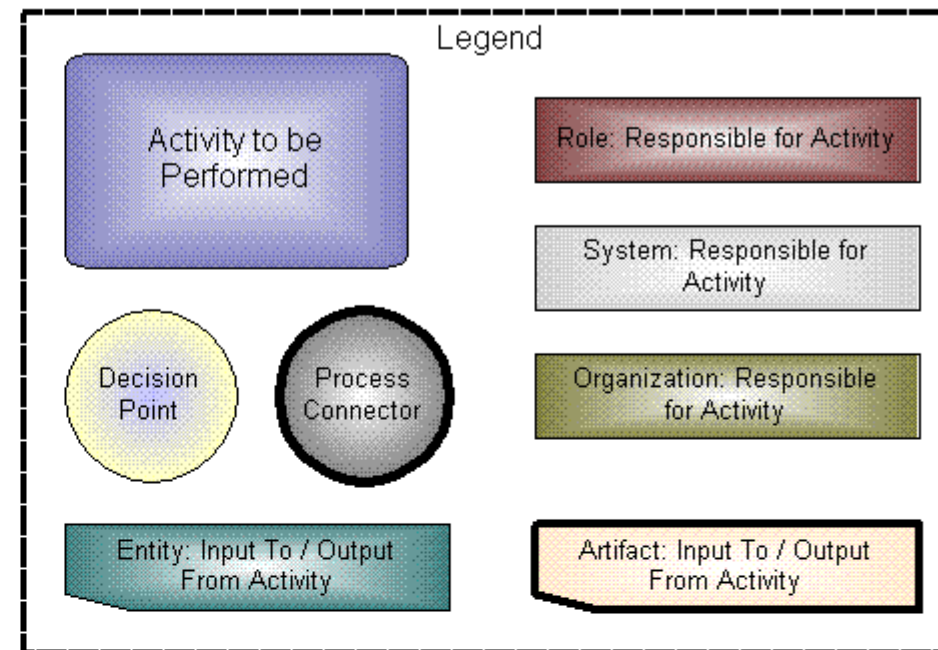 Legend
Activity to be
Performed
Role: Responsible for Activity
System: Responsible for
Activity
Decision
Point
Process
Connector
Organization: Responsible
for Activity
Entity: Input To / Output
From Activity
Artifact: Input To / Output
From Activity